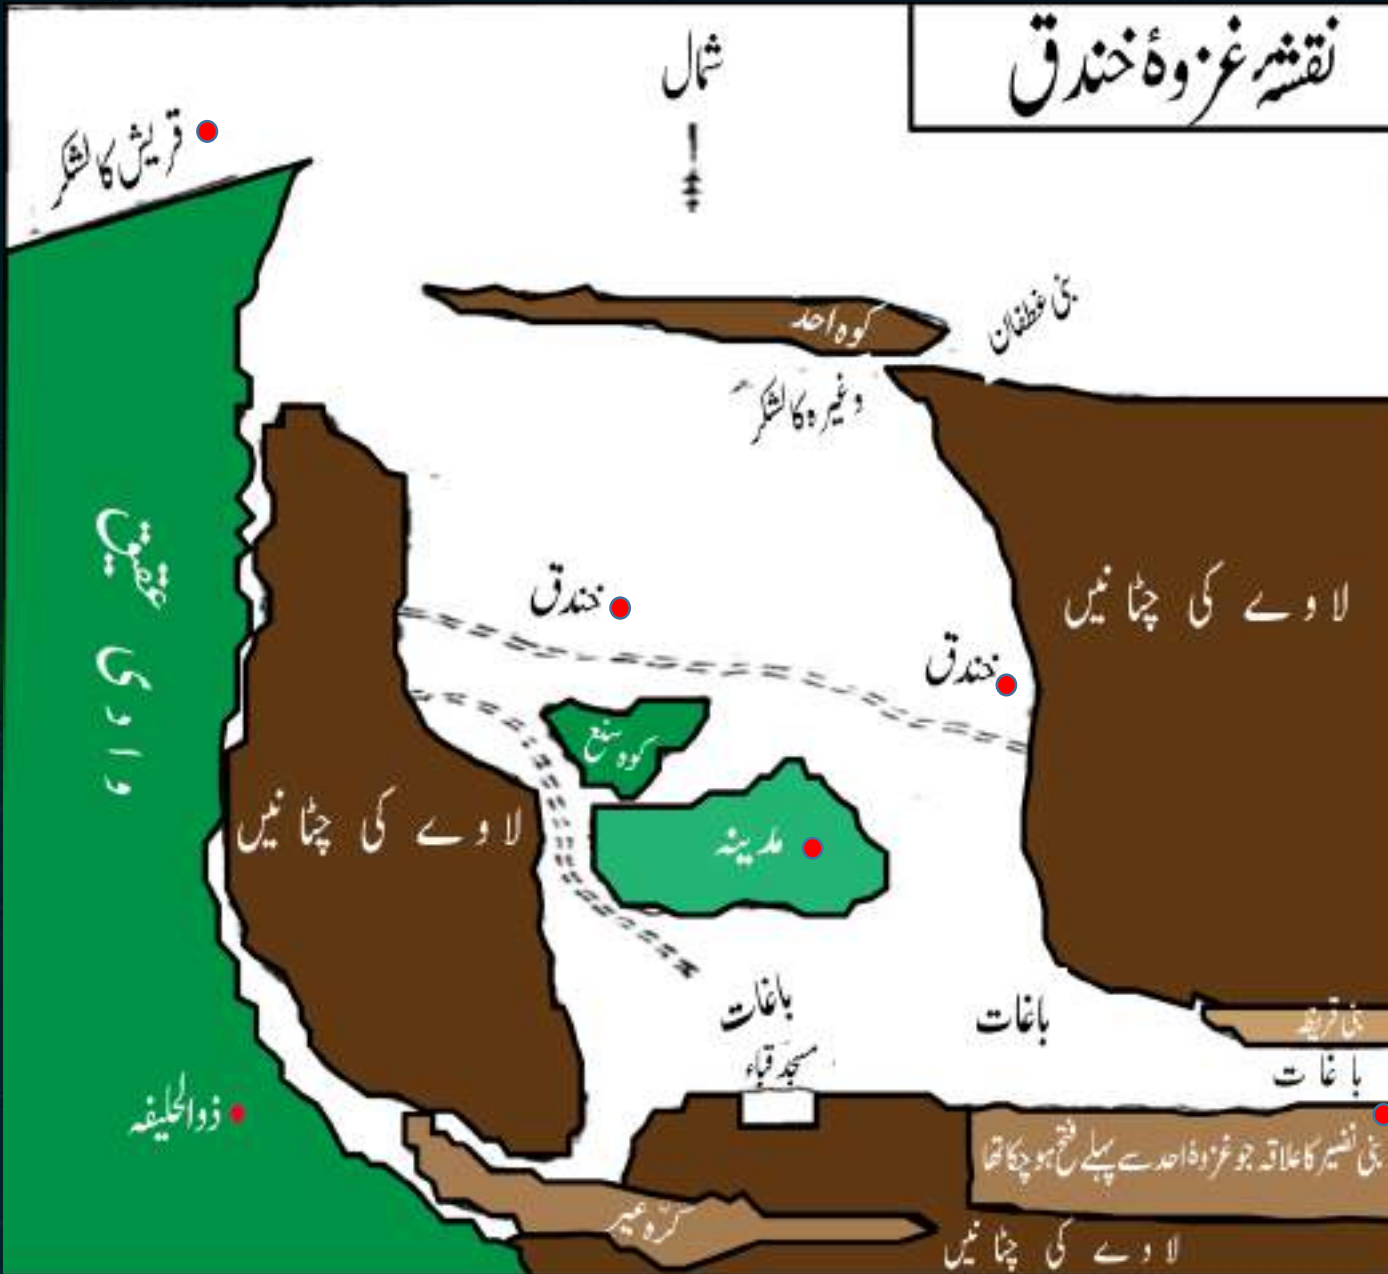 نقشہ غزوۂ خندق
شمال
قریش کا لشکر
بنی غطفان
کوہ احد
وغیرہ کا لشکر
وادی عقیق
لاوے کی چٹانیں
خندق
خندق
کوہ سلع
لاوے کی چٹانیں
مدینہ
باغات
باغات
بنی قریظہ
مسجد قباء
باغات
ذوالحلیفہ
بنی نضیر کا علاقہ جو غزوۂ احد سے پہلے فتح ہو چکا تھا
کوہ عیر
لاوے کی چٹانیں